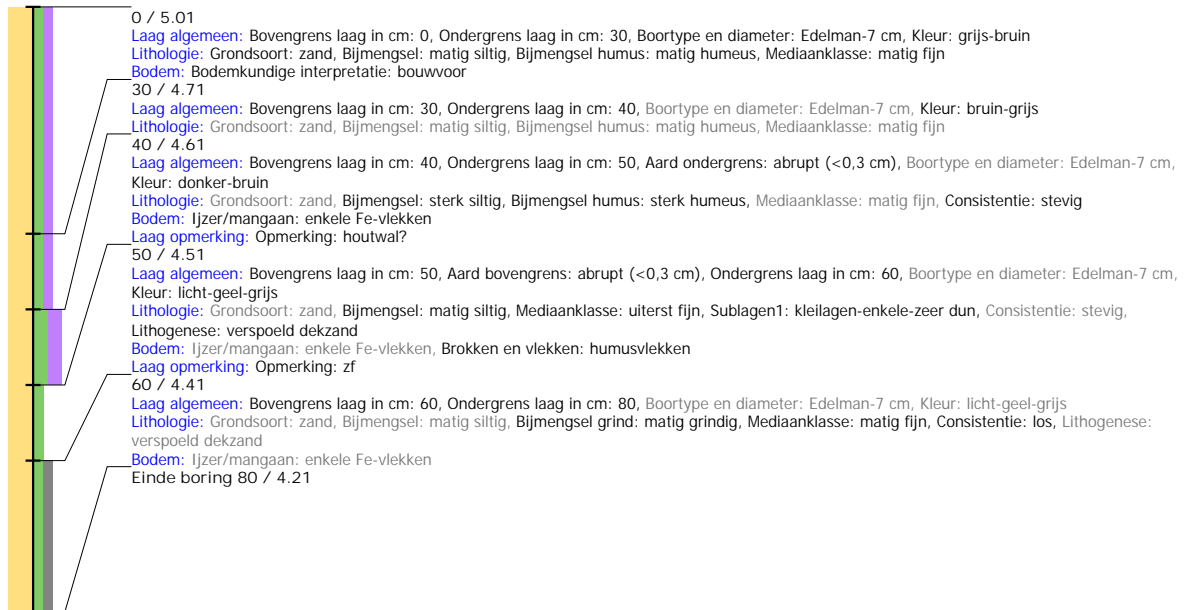 0 / 5.01
Laag algemeen: Bovengrens laag in cm: 0, Ondergrens laag in cm: 30, Boortype en diameter: Edelman-7 cm, Kleur: grijs-bruin
Lithologie: Grondsoort: zand, Bijmengsel: matig siltig, Bijmengsel humus: matig humeus, Mediaanklasse: matig fijn
Bodem: Bodemkundige interpretatie: bouwvoor
30 / 4.71
Laag algemeen: Bovengrens laag in cm: 30, Ondergrens laag in cm: 40, Boortype en diameter: Edelman-7 cm, Kleur: bruin-grijs
Lithologie: Grondsoort: zand, Bijmengsel: matig siltig, Bijmengsel humus: matig humeus, Mediaanklasse: matig fijn
40 / 4.61
Laag algemeen: Bovengrens laag in cm: 40, Ondergrens laag in cm: 50, Aard ondergrens: abrupt (<0,3 cm), Boortype en diameter: Edelman-7 cm,
Kleur: donker-bruin
Lithologie: Grondsoort: zand, Bijmengsel: sterk siltig, Bijmengsel humus: sterk humeus, Mediaanklasse: matig fijn, Consistentie: stevig
Bodem: Ijzer/mangaan: enkele Fe-vlekken
Laag opmerking: Opmerking: houtwal?
50 / 4.51
Laag algemeen: Bovengrens laag in cm: 50, Aard bovengrens: abrupt (<0,3 cm), Ondergrens laag in cm: 60, Boortype en diameter: Edelman-7 cm,
Kleur: licht-geel-grijs
Lithologie: Grondsoort: zand, Bijmengsel: matig siltig, Mediaanklasse: uiterst fijn, Sublagen1: kleilagen-enkele-zeer dun, Consistentie: stevig,
Lithogenese: verspoeld dekzand
Bodem: Ijzer/mangaan: enkele Fe-vlekken, Brokken en vlekken: humusvlekken
Laag opmerking: Opmerking: zf
60 / 4.41
Laag algemeen: Bovengrens laag in cm: 60, Ondergrens laag in cm: 80, Boortype en diameter: Edelman-7 cm, Kleur: licht-geel-grijs
Lithologie: Grondsoort: zand, Bijmengsel: matig siltig, Bijmengsel grind: matig grindig, Mediaanklasse: matig fijn, Consistentie: los, Lithogenese:
verspoeld dekzand
Bodem: Ijzer/mangaan: enkele Fe-vlekken
Einde boring 80 / 4.21